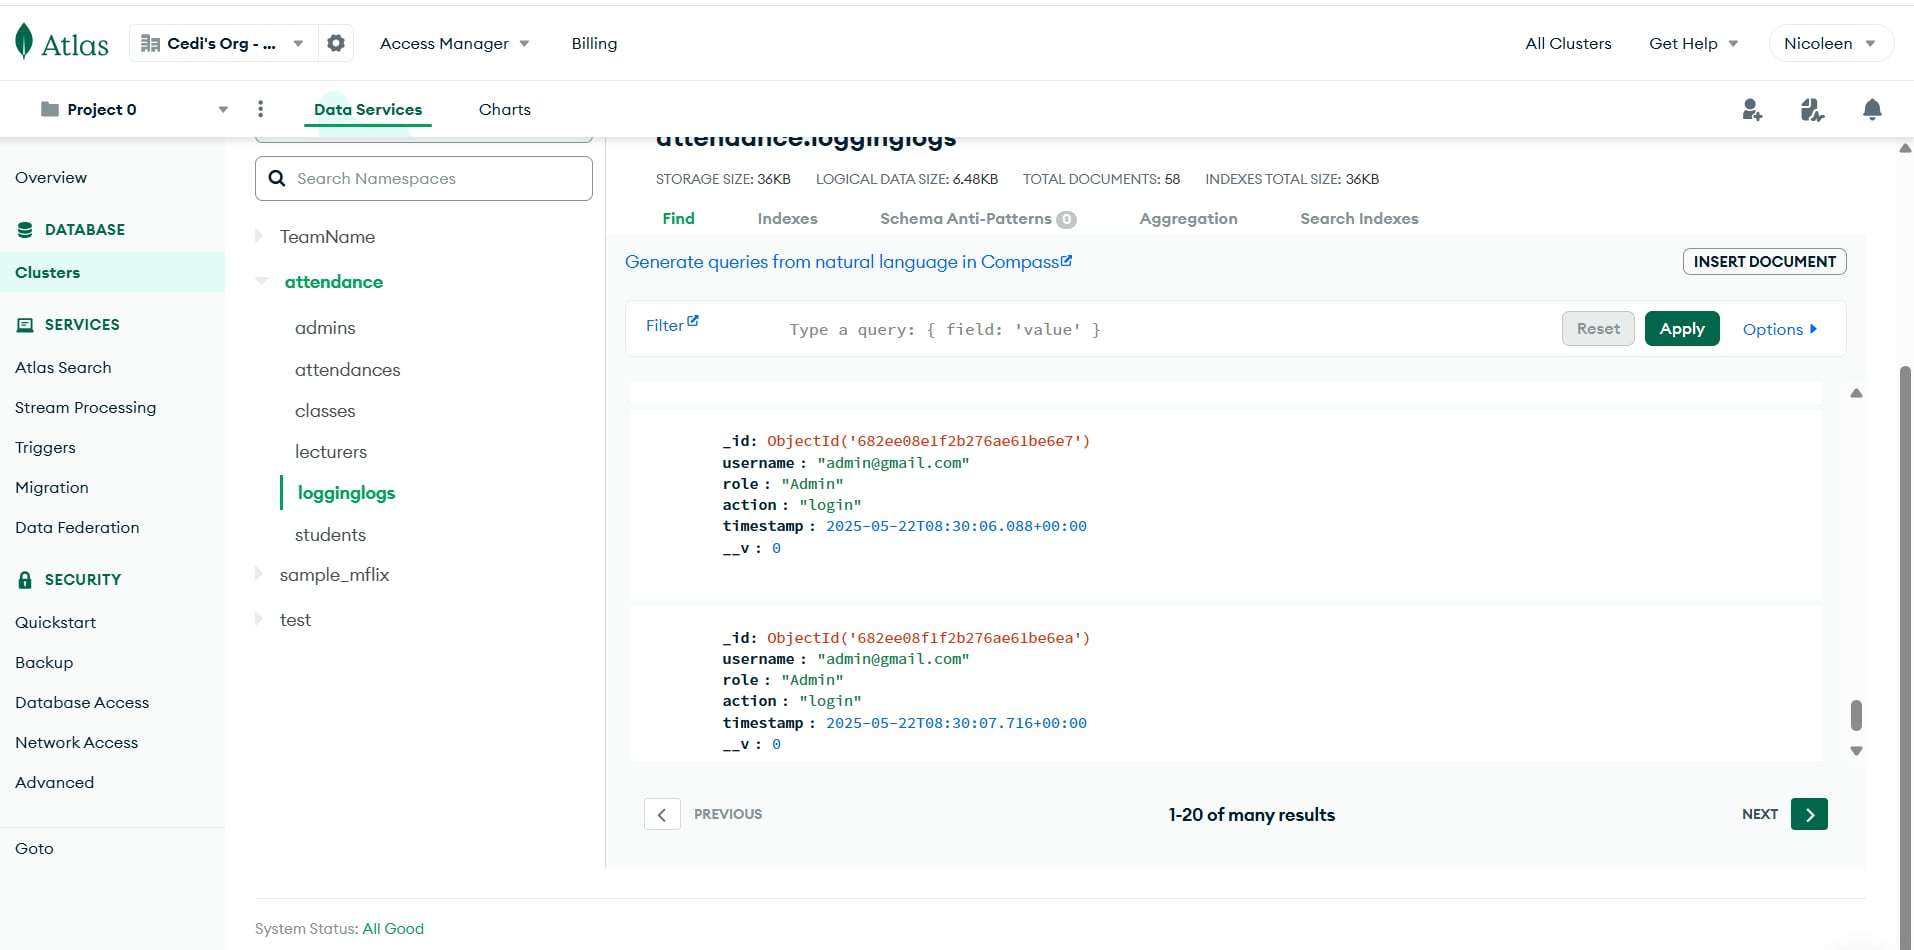 Atlas
Cedi's Org - ...
Access Manager
Billing
All Clusters
Get Help
Nicoleen
Project 0
Data Services
Charts
Overview
DATABASE
Clusters
SERVICES
Atlas Search
Stream Processing
Triggers
Migration
Data Federation
SECURITY
Quickstart
Backup
Database Access
Network Access
Advanced
Goto
Search Namespaces
TeamName
attendance
admins
attendances
classes
lecturers
logginglogs
students
sample_mflix
test
attendance.logginglogs
STORAGE SIZE: 36KB LOGICAL DATA SIZE: 6.48KB TOTAL DOCUMENTS: 58 INDEXES TOTAL SIZE: 36KB
Find Indexes Schema Anti-Patterns 0 Aggregation Search Indexes
Generate queries from natural language in Compass
INSERT DOCUMENT
Filter
Type a query: { field: 'value' }
Reset
Apply
Options
_id: ObjectId('682ee08e1f2b276ae61be6e7')
username : "admin@gmail.com"
role : "Admin"
action : "login"
timestamp : 2025-05-22T08:30:06.088+00:00
__v : 0
_id: ObjectId('682ee08f1f2b276ae61be6ea')
username : "admin@gmail.com"
role : "Admin"
action : "login"
timestamp : 2025-05-22T08:30:07.716+00:00
__v : 0
PREVIOUS
1-20 of many results
NEXT
System Status: All Good